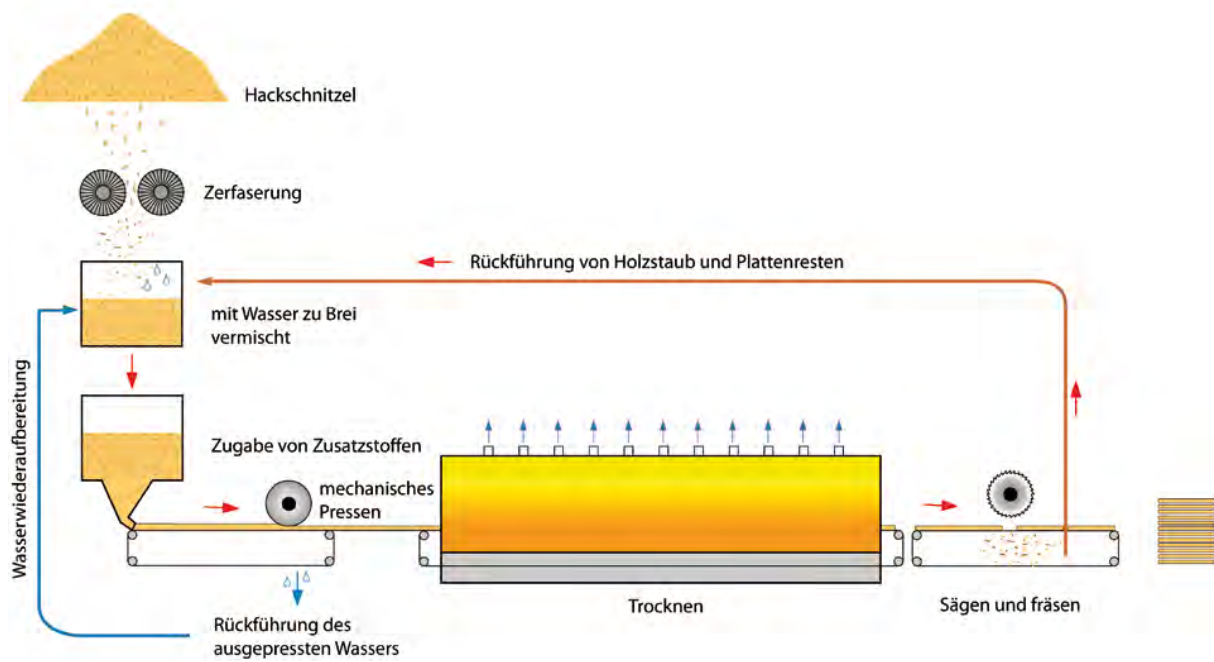 Hackschnitzel
Zerfaserung
Rückführung von Holzstaub und Plattenresten
mit Wasser zu Brei
vermischt
Wasserwiederaufbereitung
Zugabe von Zusatzstoffen
mechanisches
Pressen
Trocknen
Sägen und fräsen
Rückführung des
ausgepressten Wassers